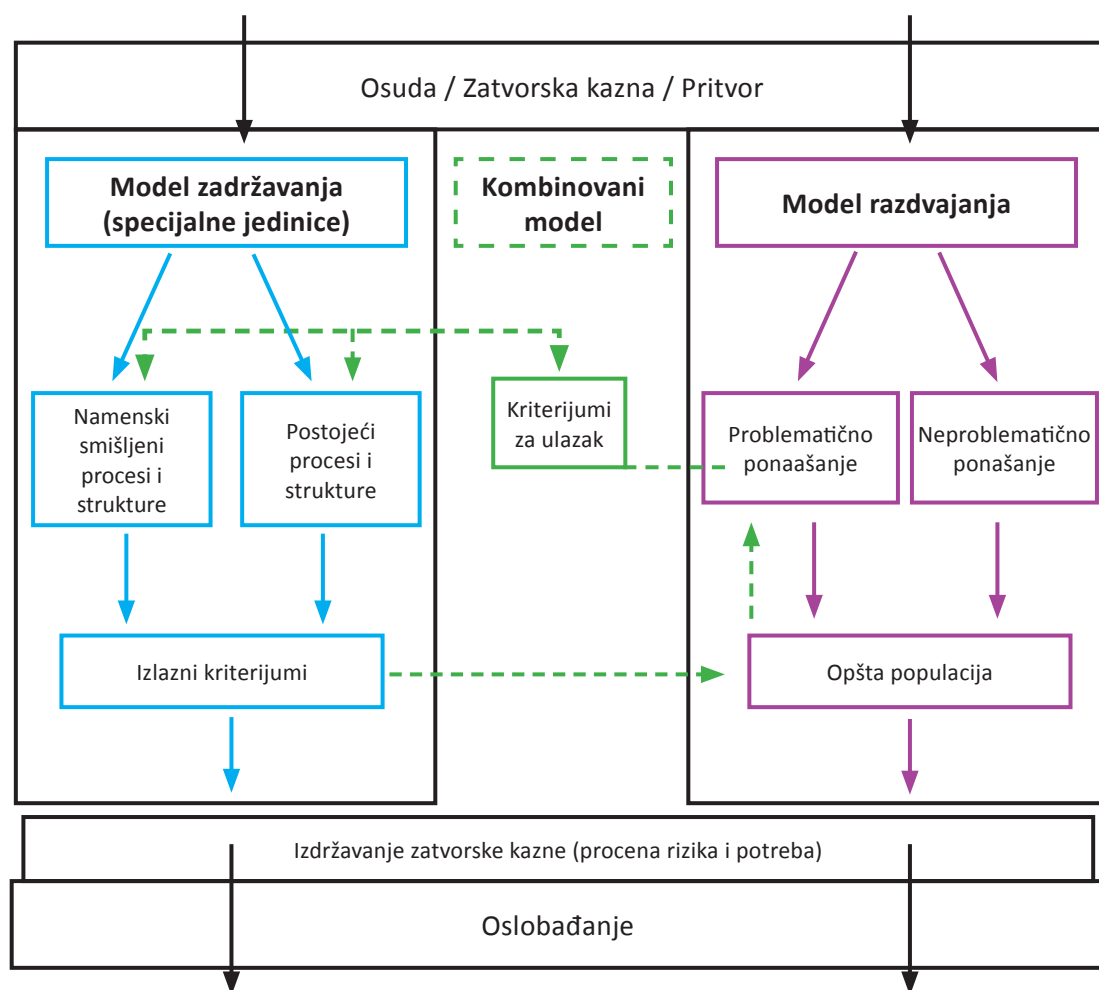 Osuda / Zatvorska kazna / Pritvor
Model zadržavanja
(specijalne jedinice)
Kombinovani
model
Model razdvajanja
Namenski
smišljeni
procesi i
strukture
Postojeći
procesi i
strukture
Kriterijumi
za ulazak
Problematično
ponaašanje
Neproblematično
ponašanje
Izlazni kriterijumi
Opšta populacija
Izdržavanje zatvorske kazne (procena rizika i potreba)
Oslobađanje